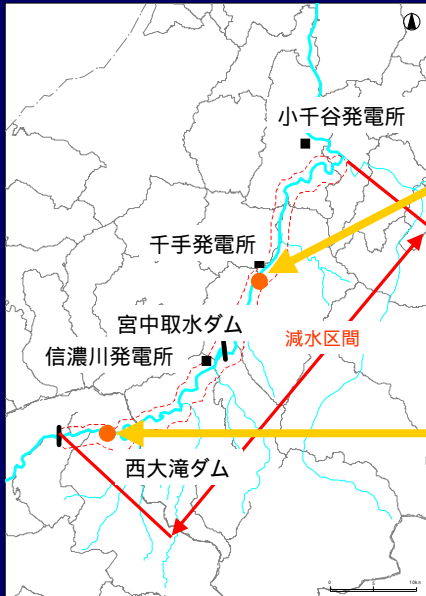 小千谷発電所
千手発電所
宮中取水ダム
減水区間
信濃川発電所
西大滝ダム
0 5 10km